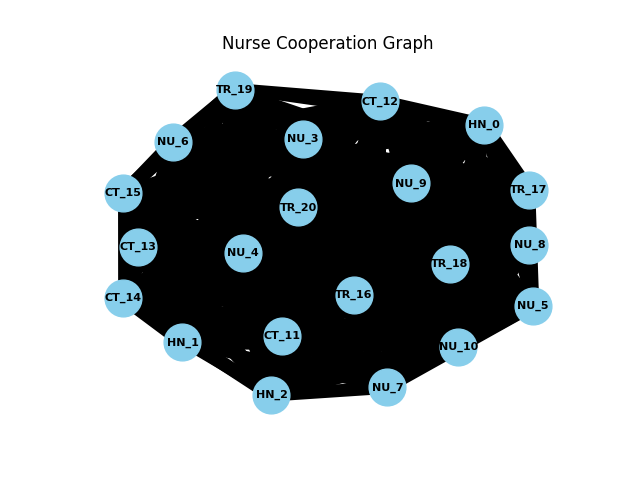 Nurse Cooperation Graph
TR_19
CT_12
HN_0
NU_3
NU_6
NU_9
TR_17
CT_15
TR_20
NU_8
CT_13
NU_4
TR_18
TR_16
CT_14
NU_5
CT_11
HN_1
NU_10
NU_7
HN_2